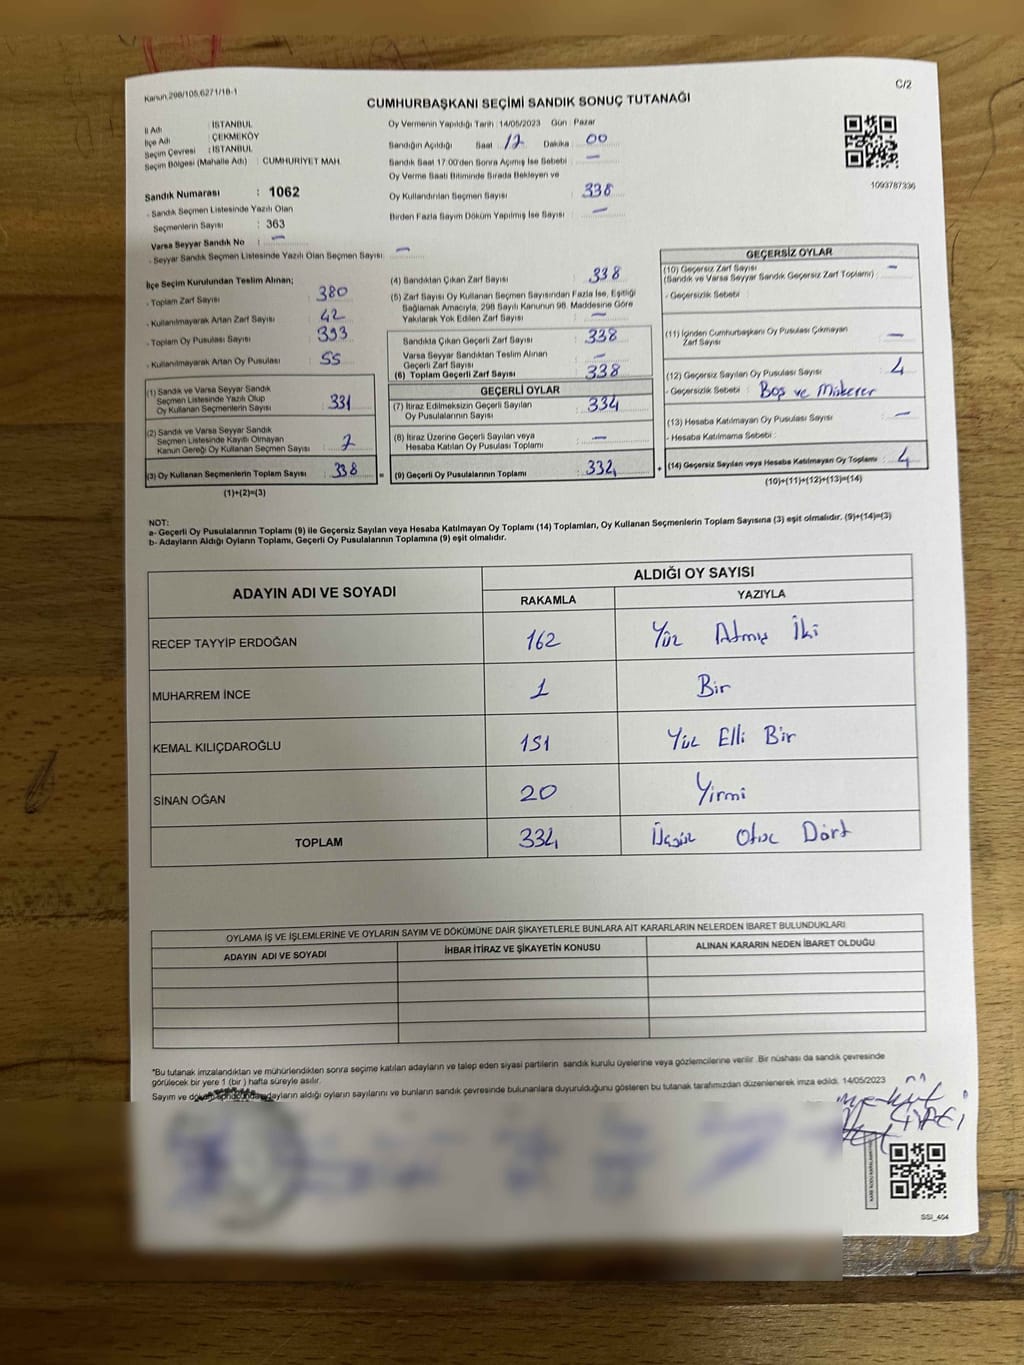 Kanun,298/105,6271/18-1
C/2
CUMHURBAŞKANI SEÇİMİ SANDIK SONUÇ TUTANAĞI
İl Adı : İSTANBUL
İlçe Adı : ÇEKMEKÖY
Seçim Çevresi : İSTANBUL
Seçim Bölgesi (Mahalle Adı) : CUMHURİYET MAH.
Sandık Numarası : 1062
- Sandık Seçmen Listesinde Yazılı Olan
Seçmenlerin Sayısı : 363
Varsa Seyyar Sandık No : —
- Seyyar Sandık Seçmen Listesinde Yazılı Olan Seçmen Sayısı: —
Oy Vermenin Yapıldığı Tarih : 14/05/2023 Gün : Pazar
Sandığın Açıldığı Saat 17 Dakika 00
Sandık Saat 17.00'den Sonra Açımış İse Sebebi : —
Oy Verme Saati Bitiminde Sırada Bekleyen ve
Oy Kullandırılan Seçmen Sayısı : 338
Birden Fazla Sayım Döküm Yapılmış İse Sayısı : —
1093787336
İlçe Seçim Kurulundan Teslim Alınan;
- Toplam Zarf Sayısı : 380
- Kullanılmayarak Artan Zarf Sayısı : 42
- Toplam Oy Pusulası Sayısı : 393
- Kullanılmayarak Artan Oy Pusulası : 55
(1) Sandık ve Varsa Seyyar Sandık
Seçmen Listesinde Yazılı Olup
Oy Kullanan Seçmenlerin Sayısı : 331
(2) Sandık ve Varsa Seyyar Sandık
Seçmen Listesinde Kayıtlı Olmayan
Kanun Gereği Oy Kullanan Seçmen Sayısı : 7
(3) Oy Kullanan Seçmenlerin Toplam Sayısı : 338 =
(1)+(2)=(3)
(4) Sandıktan Çıkan Zarf Sayısı : 338
(5) Zarf Sayısı Oy Kullanan Seçmen Sayısından Fazla İse, Eşitliği
Sağlamak Amacıyla, 298 Sayılı Kanunun 98. Maddesine Göre
Yakılarak Yok Edilen Zarf Sayısı : —
Sandıkta Çıkan Geçerli Zarf Sayısı : 338
Varsa Seyyar Sandıktan Teslim Alınan
Geçerli Zarf Sayısı : —
(6) Toplam Geçerli Zarf Sayısı : 338
GEÇERLİ OYLAR
(7) İtiraz Edilmeksizin Geçerli Sayılan
Oy Pusulalarının Sayısı : 334
(8) İtiraz Üzerine Geçerli Sayılan veya
Hesaba Katılan Oy Pusulası Toplamı : —
(9) Geçerli Oy Pusulalarının Toplamı : 334 +
GEÇERSİZ OYLAR
(10) Geçersiz Zarf Sayısı : —
(Sandık ve Varsa Seyyar Sandık Geçersiz Zarf Toplamı)
- Geçersizlik Sebebi :
(11) İçinden Cumhurbaşkanı Oy Pusulası Çıkmayan
Zarf Sayısı : —
(12) Geçersiz Sayılan Oy Pusulası Sayısı : 4
- Geçersizlik Sebebi : Boş ve Mükerer
(13) Hesaba Katılmayan Oy Pusulası Sayısı : —
- Hesaba Katılmama Sebebi :
(14) Geçersiz Sayılan veya Hesaba Katılmayan Oy Toplamı : 4
(10)+(11)+(12)+(13)=(14)
NOT:
a- Geçerli Oy Pusulalarının Toplamı (9) ile Geçersiz Sayılan veya Hesaba Katılmayan Oy Toplamı (14) Toplamları, Oy Kullanan Seçmenlerin Toplam Sayısına (3) eşit olmalıdır. (9)+(14)=(3)
b- Adayların Aldığı Oyların Toplamı, Geçerli Oy Pusulalarının Toplamına (9) eşit olmalıdır.
ADAYIN ADI VE SOYADI
ALDIĞI OY SAYISI
RAKAMLA YAZIYLA
RECEP TAYYİP ERDOĞAN 162 Yüz Atmış İki
MUHARREM İNCE 1 Bir
KEMAL KILIÇDAROĞLU 151 Yüz Elli Bir
SİNAN OĞAN 20 Yirmi
TOPLAM 334 Üçyüz Otuz Dört
OYLAMA İŞ VE İŞLEMLERİNE VE OYLARIN SAYIM VE DÖKÜMÜNE DAİR ŞİKAYETLERLE BUNLARA AİT KARARLARIN NELERDEN İBARET BULUNDUKLARI
ADAYIN ADI VE SOYADI İHBAR İTİRAZ VE ŞİKAYETİN KONUSU ALINAN KARARIN NEDEN İBARET OLDUĞU
*Bu tutanak imzalandıktan ve mühürlendikten sonra seçime katılan adayların ve talep eden siyasi partilerin sandık kurulu üyelerine veya gözlemcilerine verilir. Bir nüshası da sandık çevresinde
görülecek bir yere 1 (bir ) hafta süreyle asılır.
Sayım ve döküm sonucunda adayların aldığı oyların sayılarını ve bunların sandık çevresinde bulunanlara duyurulduğunu gösteren bu tutanak tarafımızdan düzenlenerek imza edildi. 14/05/2023
SSI_464